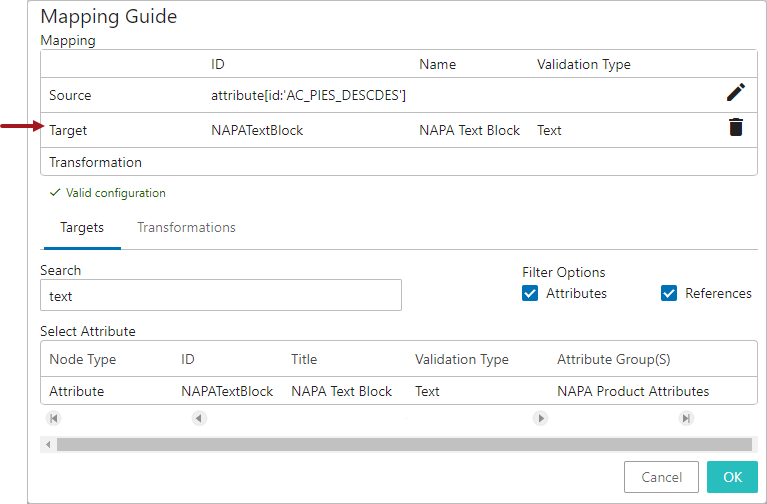 Mapping Guide
Mapping
ID Name Validation Type
Source attribute[id:'AC_PIES_DESCDES']
Target NAPATextBlock NAPA Text Block Text
Transformation
Valid configuration
Targets Transformations
Search Filter Options
text Attributes References
Select Attribute
Node Type ID Title Validation Type Attribute Group(S)
Attribute NAPATextBlock NAPA Text Block Text NAPA Product Attributes
Cancel OK